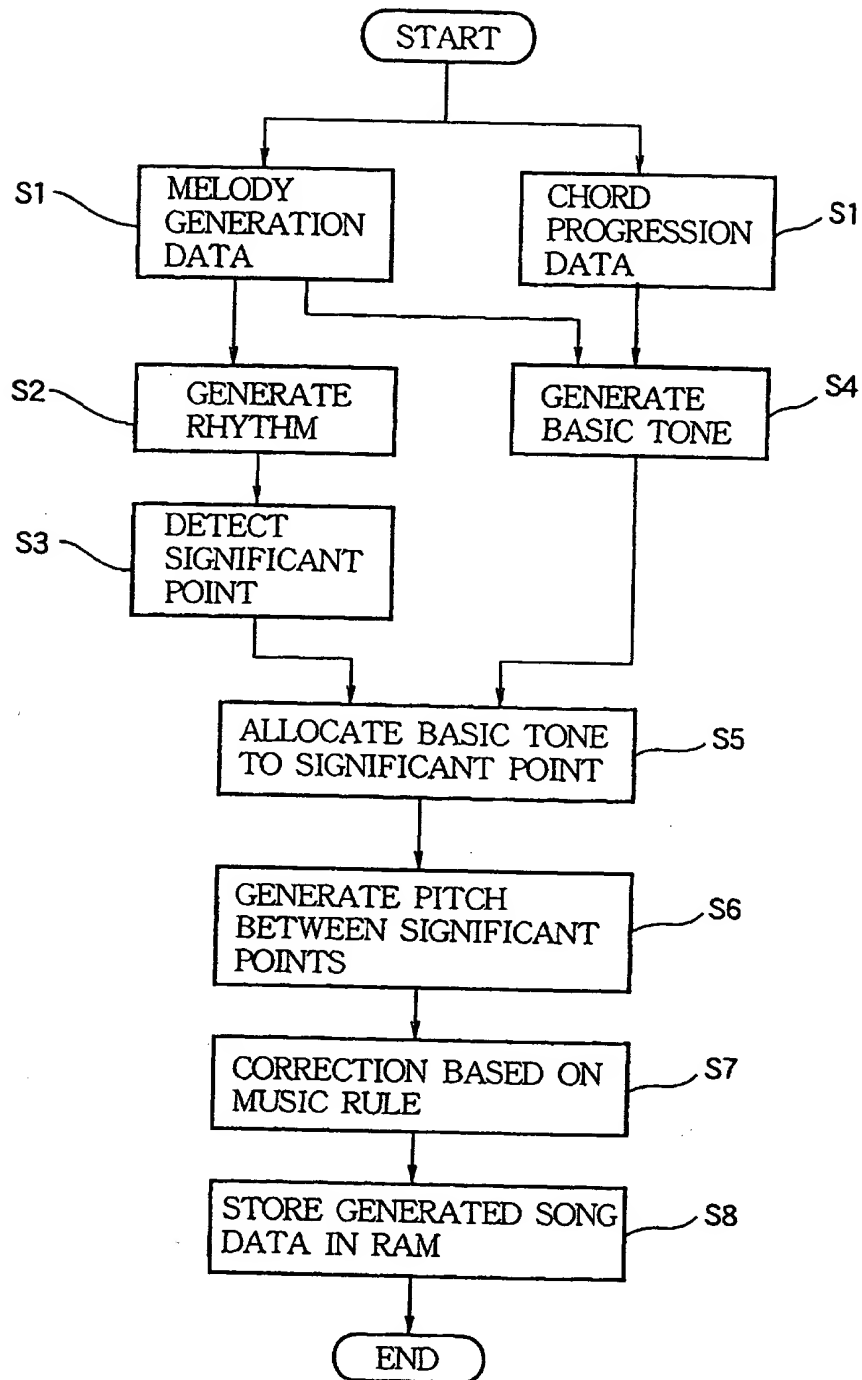 START
S1
MELODY
GENERATION
DATA
CHORD
PROGRESSION
DATA
S1
S2
GENERATE
RHYTHM
GENERATE
BASIC TONE
S4
S3
DETECT
SIGNIFICANT
POINT
ALLOCATE BASIC TONE
TO SIGNIFICANT POINT
S5
GENERATE PITCH
BETWEEN SIGNIFICANT
POINTS
S6
CORRECTION BASED ON
MUSIC RULE
S7
STORE GENERATED SONG
DATA IN RAM
S8
END